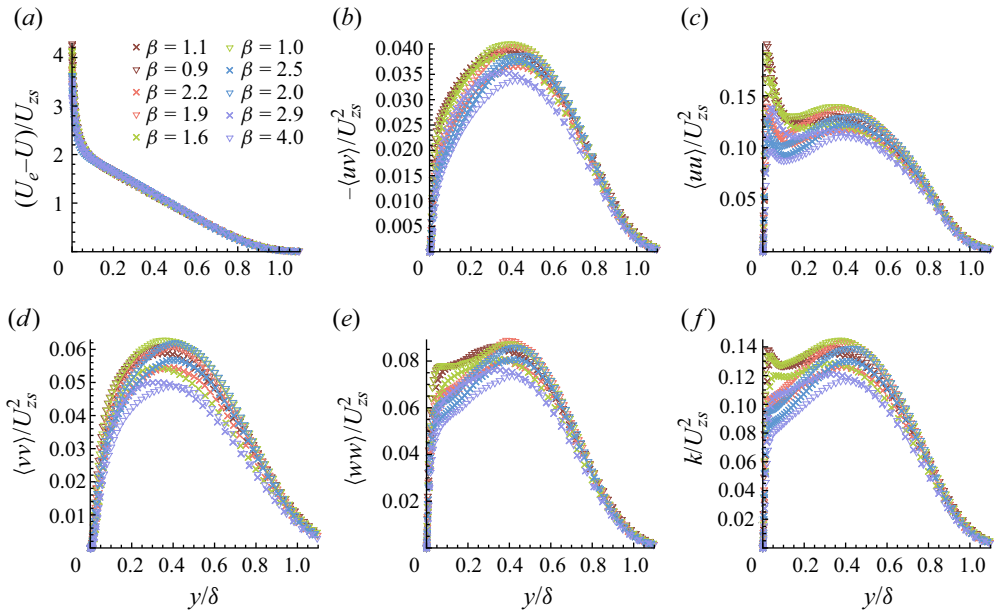 (a)
(U_e–U)/U_zs
4
3
2
1
0 0.2 0.4 0.6 0.8 1.0
× β = 1.1 ▽ β = 1.0
▽ β = 0.9 × β = 2.5
× β = 2.2 ▽ β = 2.0
▽ β = 1.9 × β = 2.9
× β = 1.6 ▽ β = 4.0
(b)
–⟨uv⟩/U²_zs
0.040
0.035
0.030
0.025
0.020
0.015
0.010
0.005
0 0.2 0.4 0.6 0.8 1.0
(c)
⟨uu⟩/U²_zs
0.15
0.10
0.05
0 0.2 0.4 0.6 0.8 1.0
(d)
⟨vv⟩/U²_zs
0.06
0.05
0.04
0.03
0.02
0.01
0 0.2 0.4 0.6 0.8 1.0
y/δ
(e)
⟨ww⟩/U²_zs
0.08
0.06
0.04
0.02
0 0.2 0.4 0.6 0.8 1.0
y/δ
(f)
k/U²_zs
0.14
0.12
0.10
0.08
0.06
0.04
0.02
0 0.2 0.4 0.6 0.8 1.0
y/δ